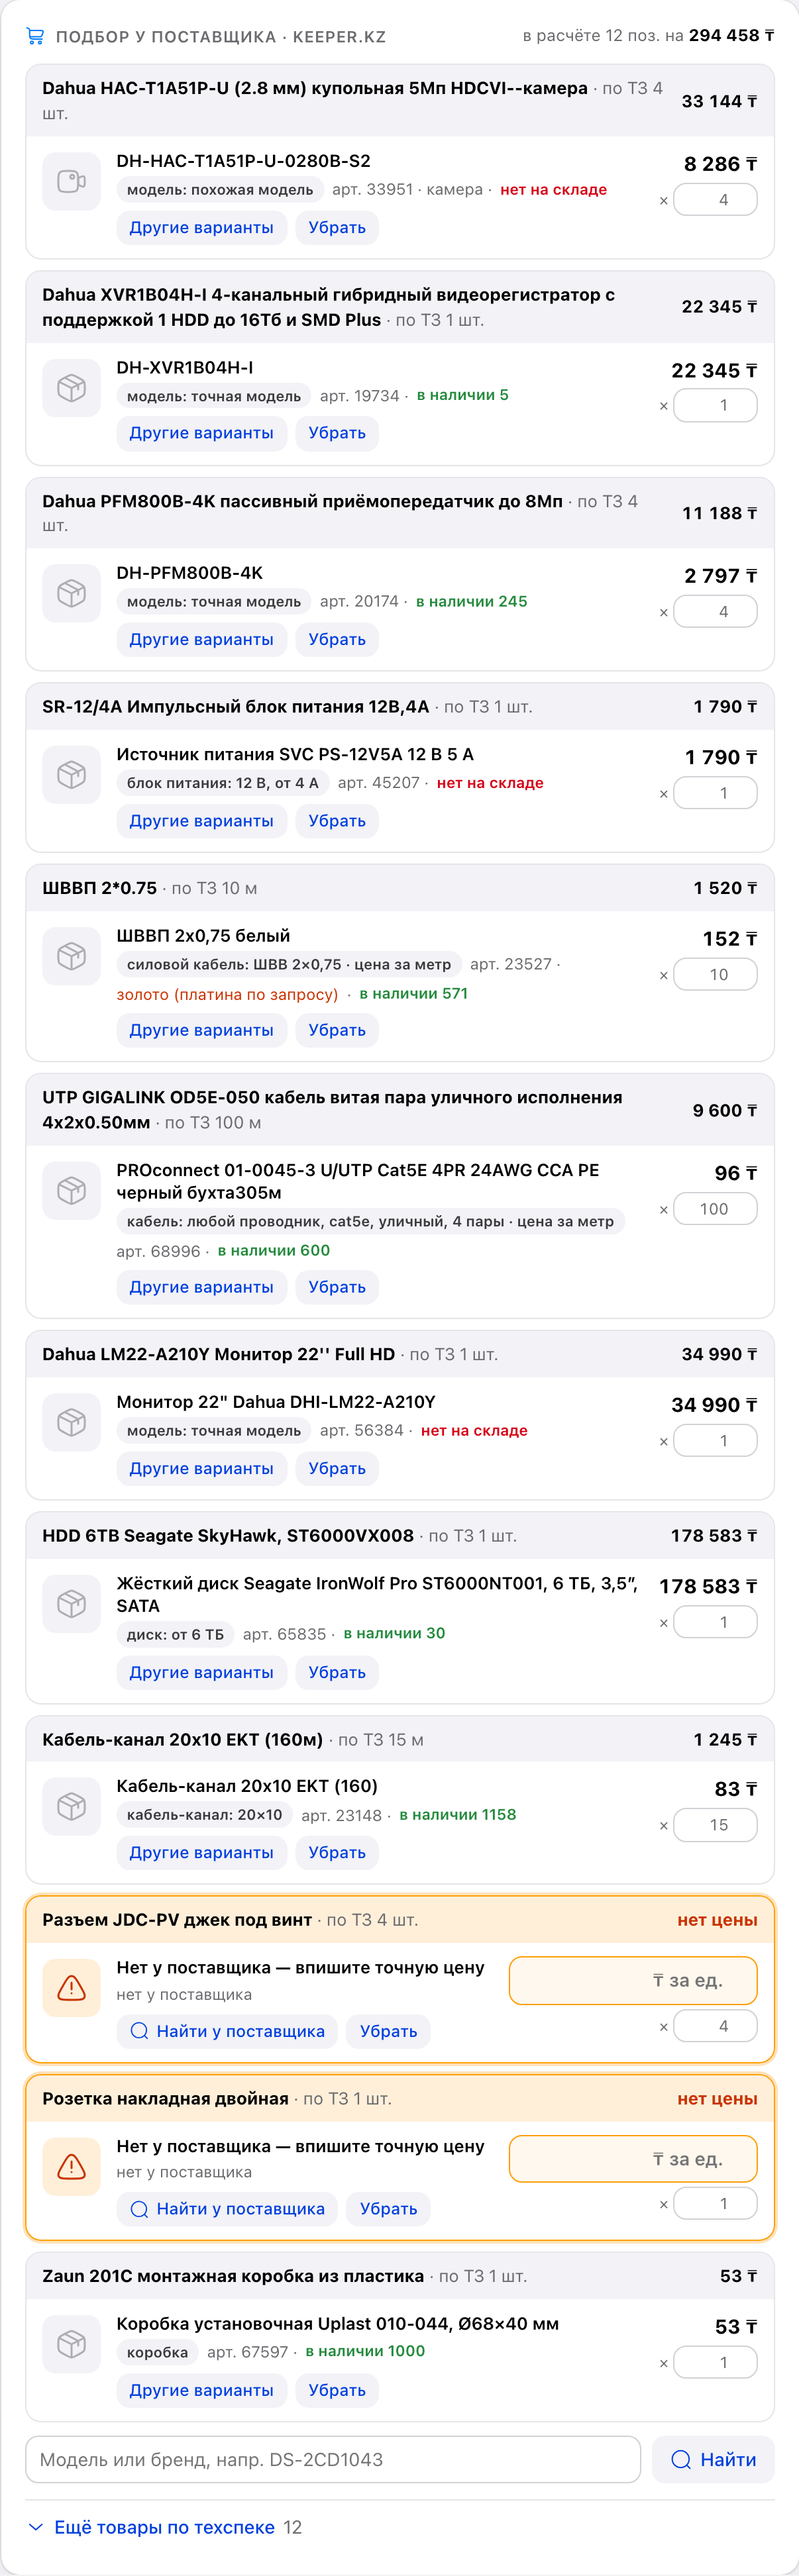 ПОДБОР У ПОСТАВЩИКА · KEEPER.KZ
в расчёте 12 поз. на 294 458 ₸
Dahua HAC-T1A51P-U (2.8 мм) купольная 5Мп HDCVI--камера · по ТЗ 4
шт.
33 144 ₸
DH-HAC-T1A51P-U-0280B-S2
8 286 ₸
модель: похожая модель арт. 33951 · камера · нет на складе
× 4
Другие варианты Убрать
Dahua XVR1B04H-I 4-канальный гибридный видеорегистратор с
поддержкой 1 HDD до 16Тб и SMD Plus · по ТЗ 1 шт.
22 345 ₸
DH-XVR1B04H-I
22 345 ₸
модель: точная модель арт. 19734 · в наличии 5
× 1
Другие варианты Убрать
Dahua PFM800B-4K пассивный приёмопередатчик до 8Мп · по ТЗ 4
шт.
11 188 ₸
DH-PFM800B-4K
2 797 ₸
модель: точная модель арт. 20174 · в наличии 245
× 4
Другие варианты Убрать
SR-12/4A Импульсный блок питания 12В,4А · по ТЗ 1 шт.
1 790 ₸
Источник питания SVC PS-12V5A 12 В 5 А
1 790 ₸
блок питания: 12 В, от 4 А арт. 45207 · нет на складе
× 1
Другие варианты Убрать
ШВВП 2*0.75 · по ТЗ 10 м
1 520 ₸
ШВВП 2х0,75 белый
152 ₸
силовой кабель: ШВВ 2×0,75 · цена за метр арт. 23527 ·
× 10
золото (платина по запросу) · в наличии 571
Другие варианты Убрать
UTP GIGALINK OD5E-050 кабель витая пара уличного исполнения
4х2х0.50мм · по ТЗ 100 м
9 600 ₸
PROconnect 01-0045-3 U/UTP Cat5E 4PR 24AWG CCA PE
черный бухта305м
96 ₸
× 100
кабель: любой проводник, cat5e, уличный, 4 пары · цена за метр
арт. 68996 · в наличии 600
Другие варианты Убрать
Dahua LM22-A210Y Монитор 22'' Full HD · по ТЗ 1 шт.
34 990 ₸
Монитор 22" Dahua DHI-LM22-A210Y
34 990 ₸
модель: точная модель арт. 56384 · нет на складе
× 1
Другие варианты Убрать
HDD 6TB Seagate SkyHawk, ST6000VX008 · по ТЗ 1 шт.
178 583 ₸
Жёсткий диск Seagate IronWolf Pro ST6000NT001, 6 ТБ, 3,5”,
SATA
178 583 ₸
× 1
диск: от 6 ТБ арт. 65835 · в наличии 30
Другие варианты Убрать
Кабель-канал 20х10 ЕКТ (160м) · по ТЗ 15 м
1 245 ₸
Кабель-канал 20х10 ЕКТ (160)
83 ₸
кабель-канал: 20×10 арт. 23148 · в наличии 1158
× 15
Другие варианты Убрать
Разъем JDC-PV джек под винт · по ТЗ 4 шт.
нет цены
Нет у поставщика — впишите точную цену
₸ за ед.
нет у поставщика
× 4
Найти у поставщика Убрать
Розетка накладная двойная · по ТЗ 1 шт.
нет цены
Нет у поставщика — впишите точную цену
₸ за ед.
нет у поставщика
× 1
Найти у поставщика Убрать
Zaun 201С монтажная коробка из пластика · по ТЗ 1 шт.
53 ₸
Коробка установочная Uplast 010-044, Ø68×40 мм
53 ₸
коробка арт. 67597 · в наличии 1000
× 1
Другие варианты Убрать
Модель или бренд, напр. DS-2CD1043
Найти
Ещё товары по техспеке 12